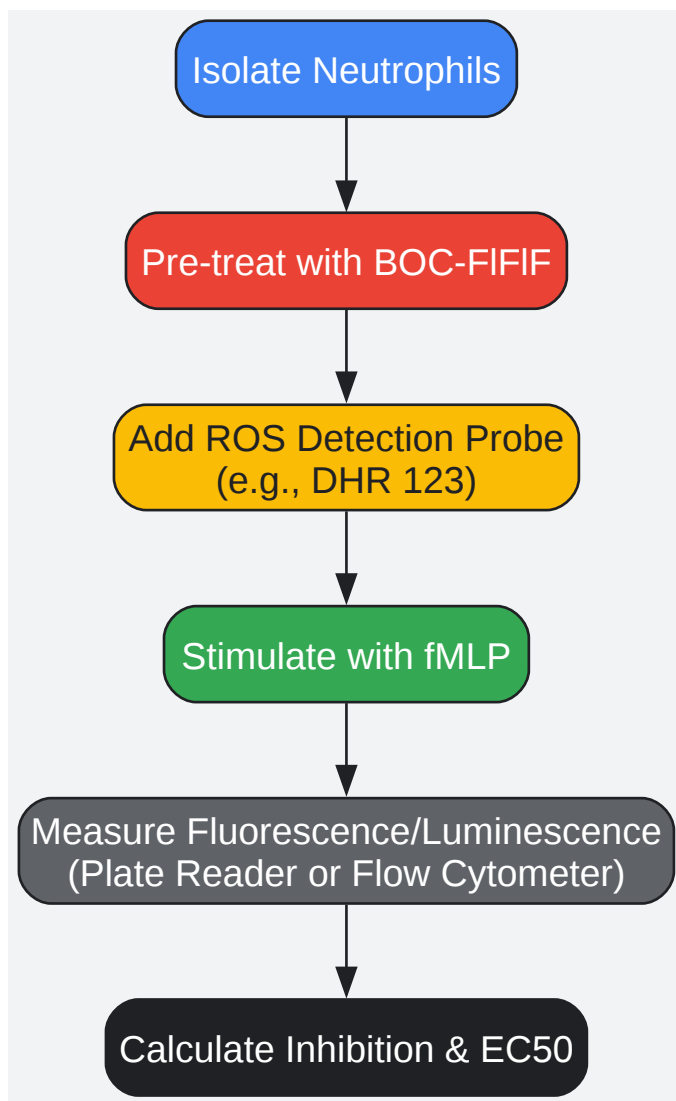 Isolate Neutrophils
Pre-treat with BOC-FlFlF
Add ROS Detection Probe
(e.g., DHR 123)
Stimulate with fMLP
Measure Fluorescence/Luminescence
(Plate Reader or Flow Cytometer)
Calculate Inhibition & EC50